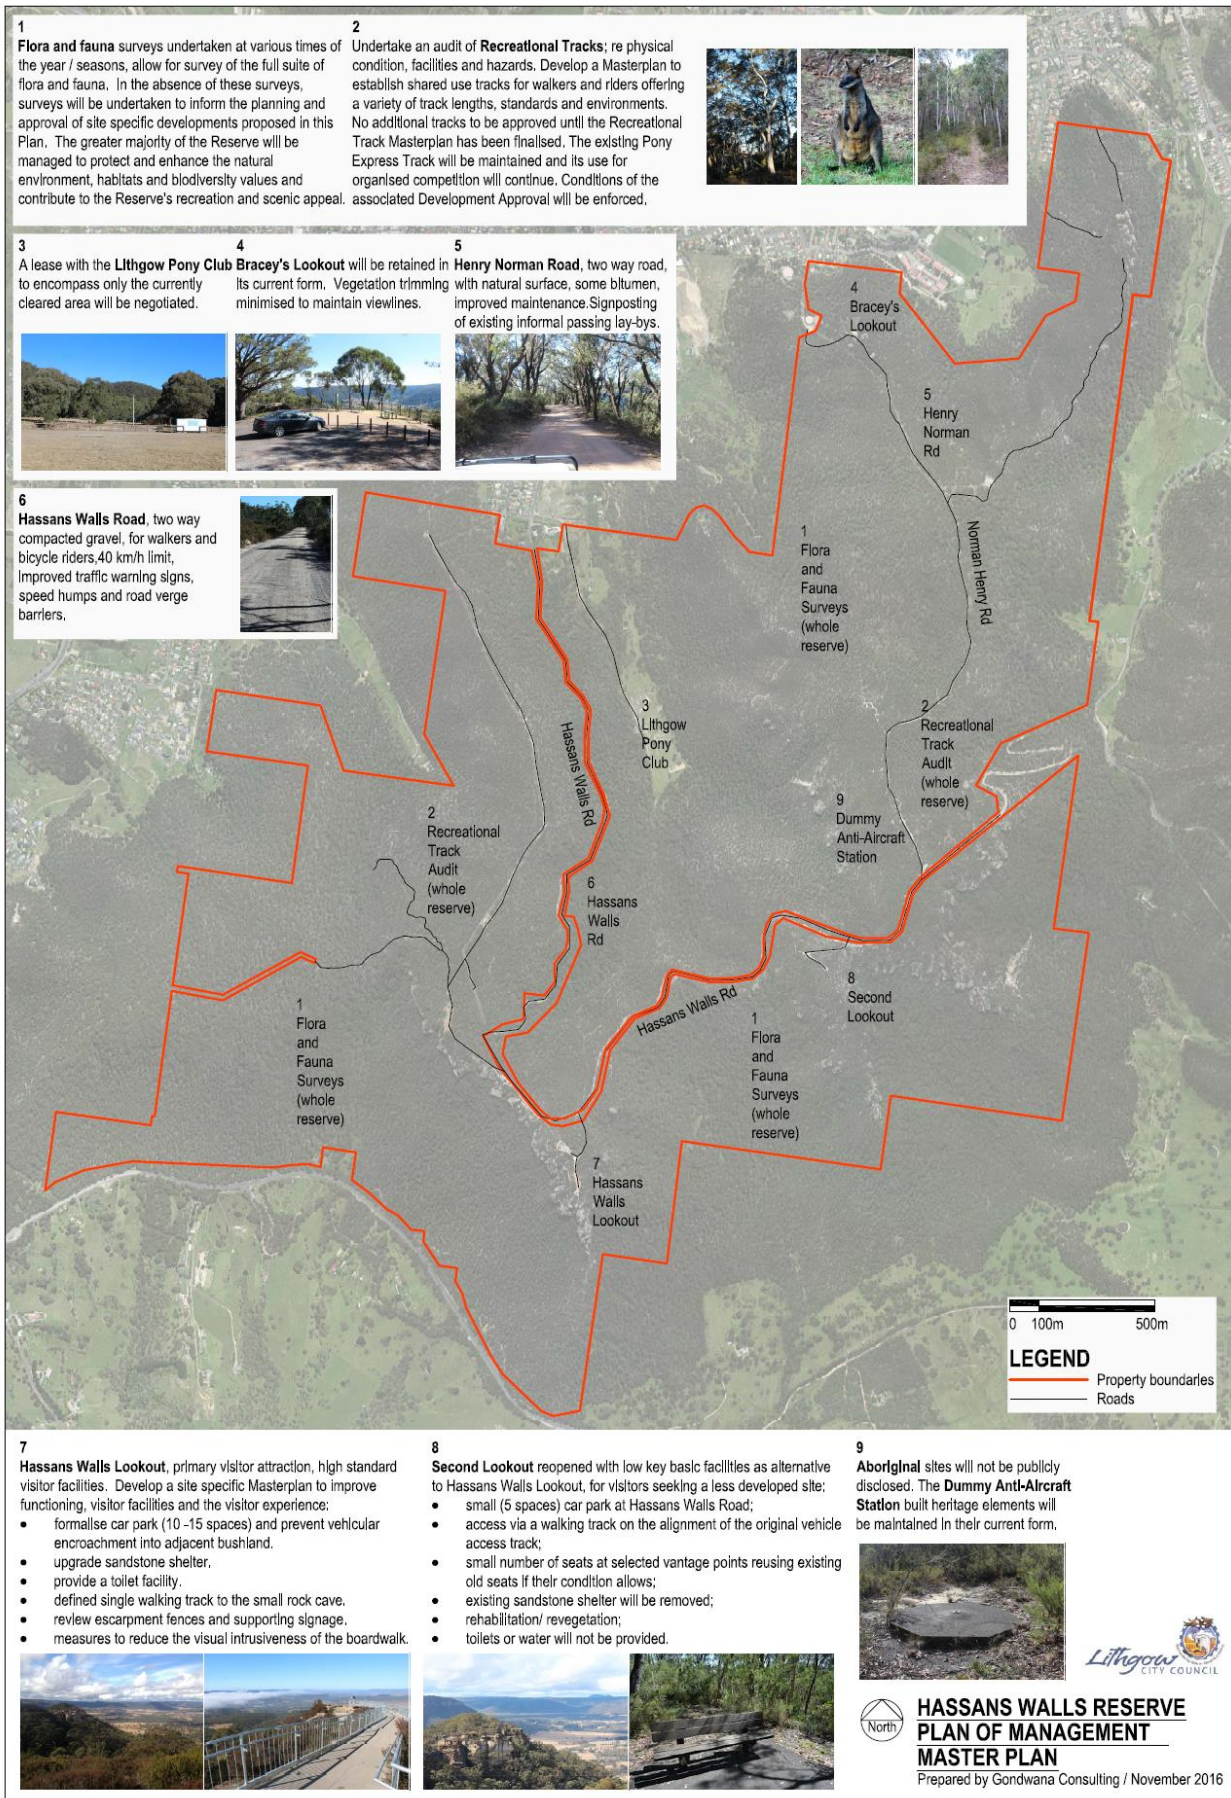 1
Flora and fauna surveys undertaken at various times of
the year / seasons, allow for survey of the full suite of
flora and fauna. In the absence of these surveys,
surveys will be undertaken to inform the planning and
approval of site specific developments proposed in this
Plan. The greater majority of the Reserve will be
managed to protect and enhance the natural
environment, habitats and biodiversity values and
contribute to the Reserve's recreation and scenic appeal.
2
Undertake an audit of Recreational Tracks; re physical
condition, facilities and hazards. Develop a Masterplan to
establish shared use tracks for walkers and riders offering
a variety of track lengths, standards and environments.
No additional tracks to be approved until the Recreational
Track Masterplan has been finalised. The existing Pony
Express Track will be maintained and its use for
organised competition will continue. Conditions of the
associated Development Approval will be enforced.
3
A lease with the Lithgow Pony Club
to encompass only the currently
cleared area will be negotiated.
4
Bracey's Lookout will be retained in
its current form. Vegetation trimming
minimised to maintain viewlines.
5
Henry Norman Road, two way road,
with natural surface, some bitumen,
improved maintenance.Signposting
of existing informal passing lay-bys.
6
Hassans Walls Road, two way
compacted gravel, for walkers and
bicycle riders,40 km/h limit,
improved traffic warning signs,
speed humps and road verge
barriers.
4
Bracey's
Lookout
5
Henry
Norman
Rd
Norman Henry Rd
1
Flora
and
Fauna
Surveys
(whole
reserve)
3
Lithgow
Pony
Club
Hassans Walls Rd
2
Recreational
Track
Audit
(whole
reserve)
9
Dummy
Anti-Aircraft
Station
2
Recreational
Track
Audit
(whole
reserve)
6
Hassans
Walls
Rd
8
Second
Lookout
Hassans Walls Rd
1
Flora
and
Fauna
Surveys
(whole
reserve)
1
Flora
and
Fauna
Surveys
(whole
reserve)
7
Hassans
Walls
Lookout
0 100m 500m
LEGEND
Property boundaries
Roads
7
Hassans Walls Lookout, primary visitor attraction, high standard
visitor facilities. Develop a site specific Masterplan to improve
functioning, visitor facilities and the visitor experience:
• formalise car park (10 -15 spaces) and prevent vehicular
encroachment into adjacent bushland.
• upgrade sandstone shelter.
• provide a toilet facility.
• defined single walking track to the small rock cave.
• review escarpment fences and supporting signage.
• measures to reduce the visual intrusiveness of the boardwalk.
8
Second Lookout reopened with low key basic facilities as alternative
to Hassans Walls Lookout, for visitors seeking a less developed site:
• small (5 spaces) car park at Hassans Walls Road;
• access via a walking track on the alignment of the original vehicle
access track;
• small number of seats at selected vantage points reusing existing
old seats if their condition allows;
• existing sandstone shelter will be removed;
• rehabilitation/ revegetation;
• toilets or water will not be provided.
9
Aboriginal sites will not be publicly
disclosed. The Dummy Anti-Aircraft
Station built heritage elements will
be maintained in their current form.
Lithgow
CITY COUNCIL
North
HASSANS WALLS RESERVE
PLAN OF MANAGEMENT
MASTER PLAN
Prepared by Gondwana Consulting / November 2016